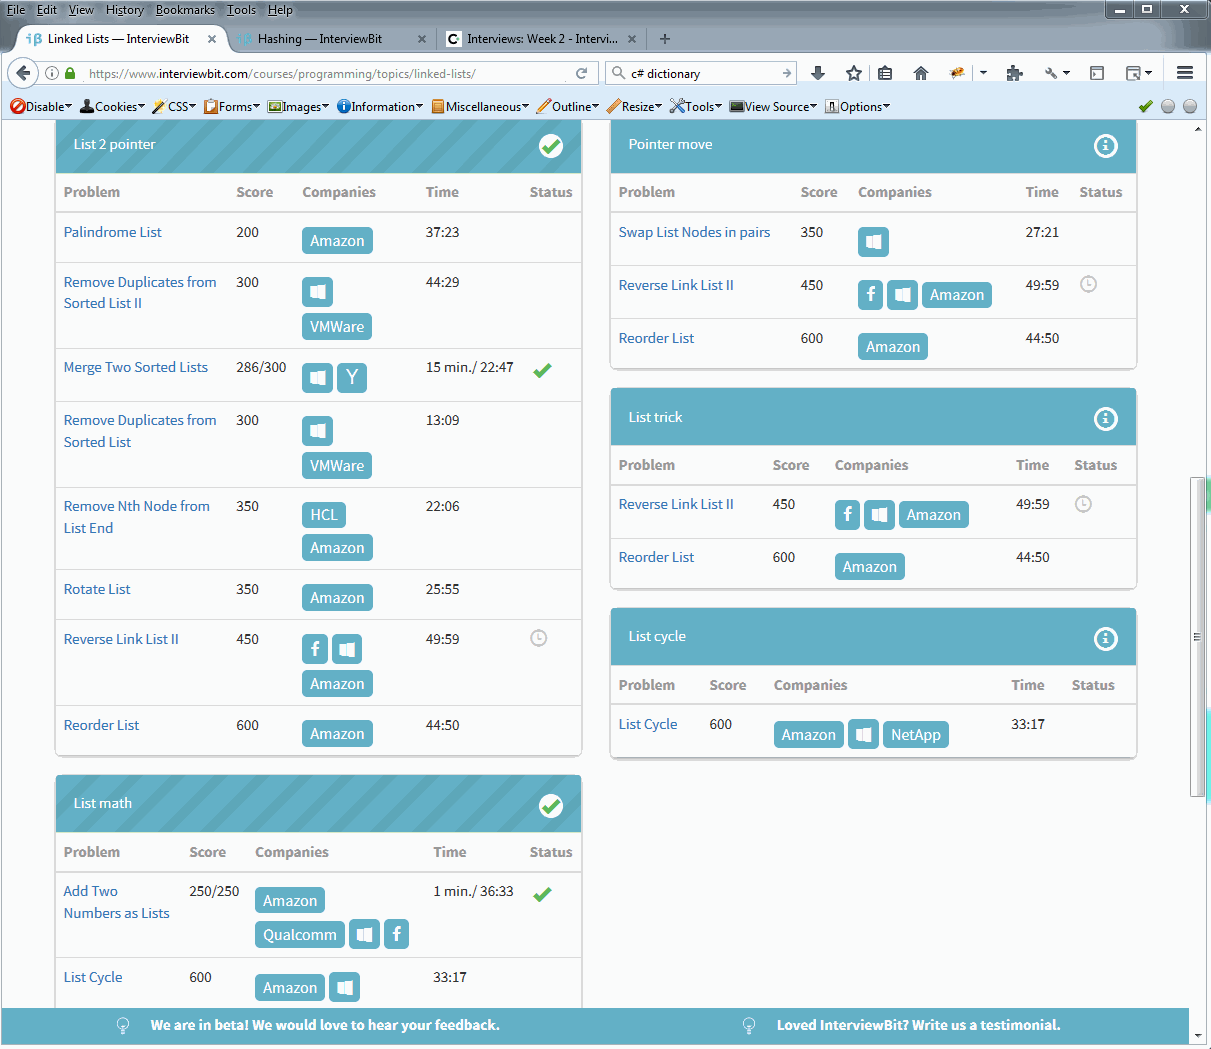 File Edit View History Bookmarks Tools Help
Linked Lists — InterviewBit × Hashing — InterviewBit × Interviews: Week 2 - Intervi... × +
https://www.interviewbit.com/courses/programming/topics/linked-lists/ c# dictionary
Disable Cookies CSS Forms Images Information Miscellaneous Outline Resize Tools View Source Options
List 2 pointer
Problem Score Companies Time Status
Palindrome List 200 Amazon 37:23
Remove Duplicates from 300 44:29
Sorted List II
VMWare
Merge Two Sorted Lists 286/300 Y 15 min./ 22:47
Remove Duplicates from 300 13:09
Sorted List
VMWare
Remove Nth Node from 350 HCL 22:06
List End
Amazon
Rotate List 350 Amazon 25:55
Reverse Link List II 450 f 49:59
Amazon
Reorder List 600 Amazon 44:50
List math
Problem Score Companies Time Status
Add Two 250/250 Amazon 1 min./ 36:33
Numbers as Lists
Qualcomm f
List Cycle 600 Amazon 33:17
Pointer move
Problem Score Companies Time Status
Swap List Nodes in pairs 350 27:21
Reverse Link List II 450 f Amazon 49:59
Reorder List 600 Amazon 44:50
List trick
Problem Score Companies Time Status
Reverse Link List II 450 f Amazon 49:59
Reorder List 600 Amazon 44:50
List cycle
Problem Score Companies Time Status
List Cycle 600 Amazon NetApp 33:17
We are in beta! We would love to hear your feedback. Loved InterviewBit? Write us a testimonial.